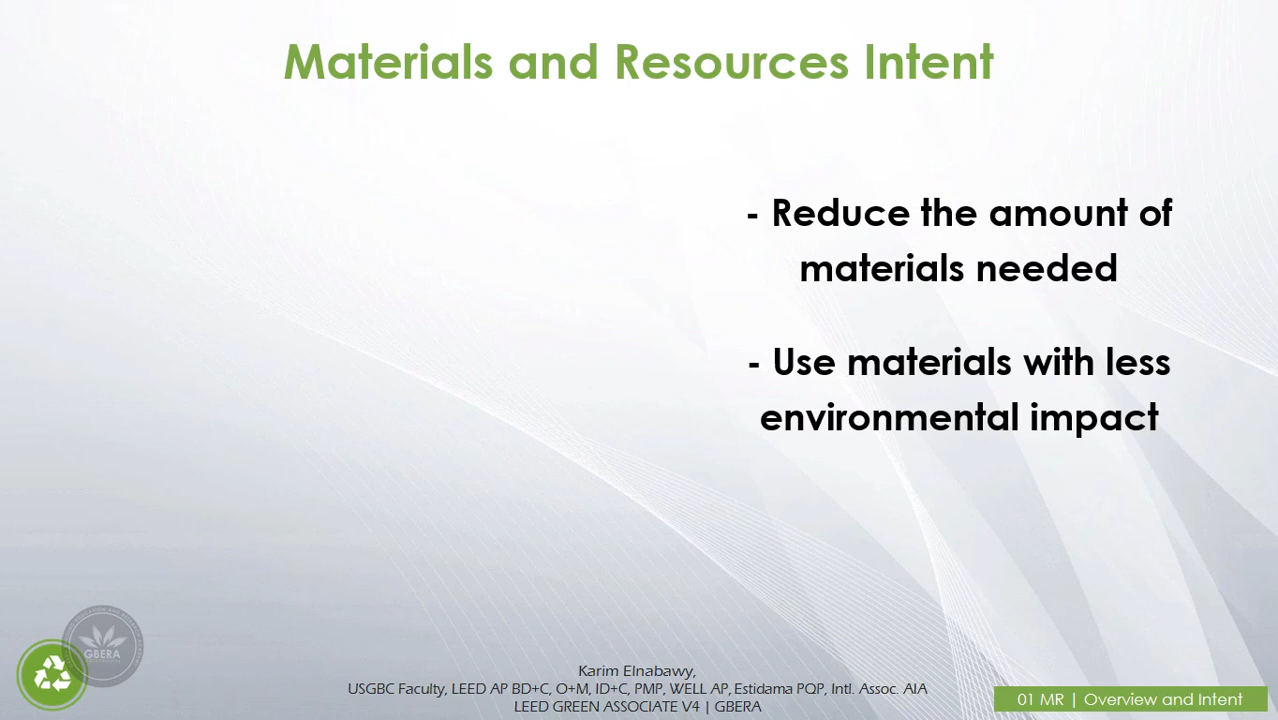 Materials and Resources Intent
- Reduce the amount of
materials needed
- Use materials with less
environmental impact
GBERA
Karim Elnabawy,
USGBC Faculty, LEED AP BD+C, O+M, ID+C, PMP, WELL AP, Estidama PQP, Intl. Assoc. AIA
LEED GREEN ASSOCIATE V4 | GBERA
01 MR | Overview and Intent